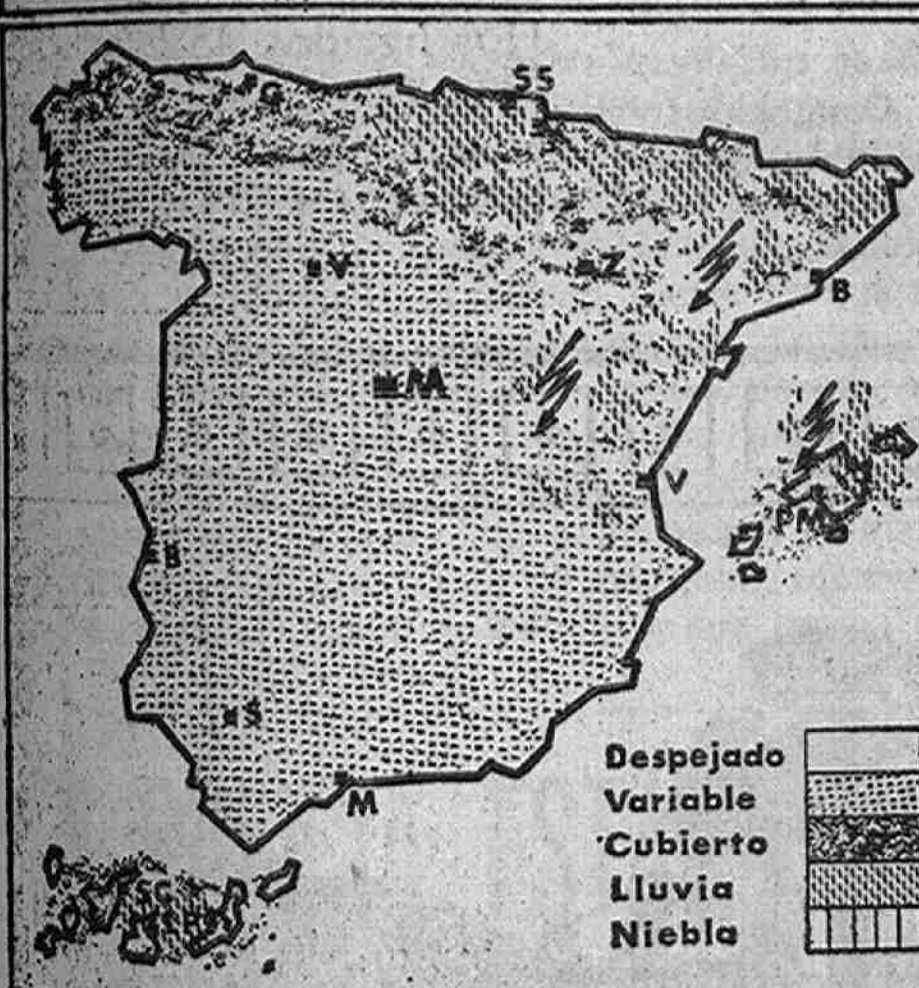 SS
G
V
Z
B
M
V
PM
B
S
M
SC
Despejado
Variable
Cubierto
Lluvia
Niebla